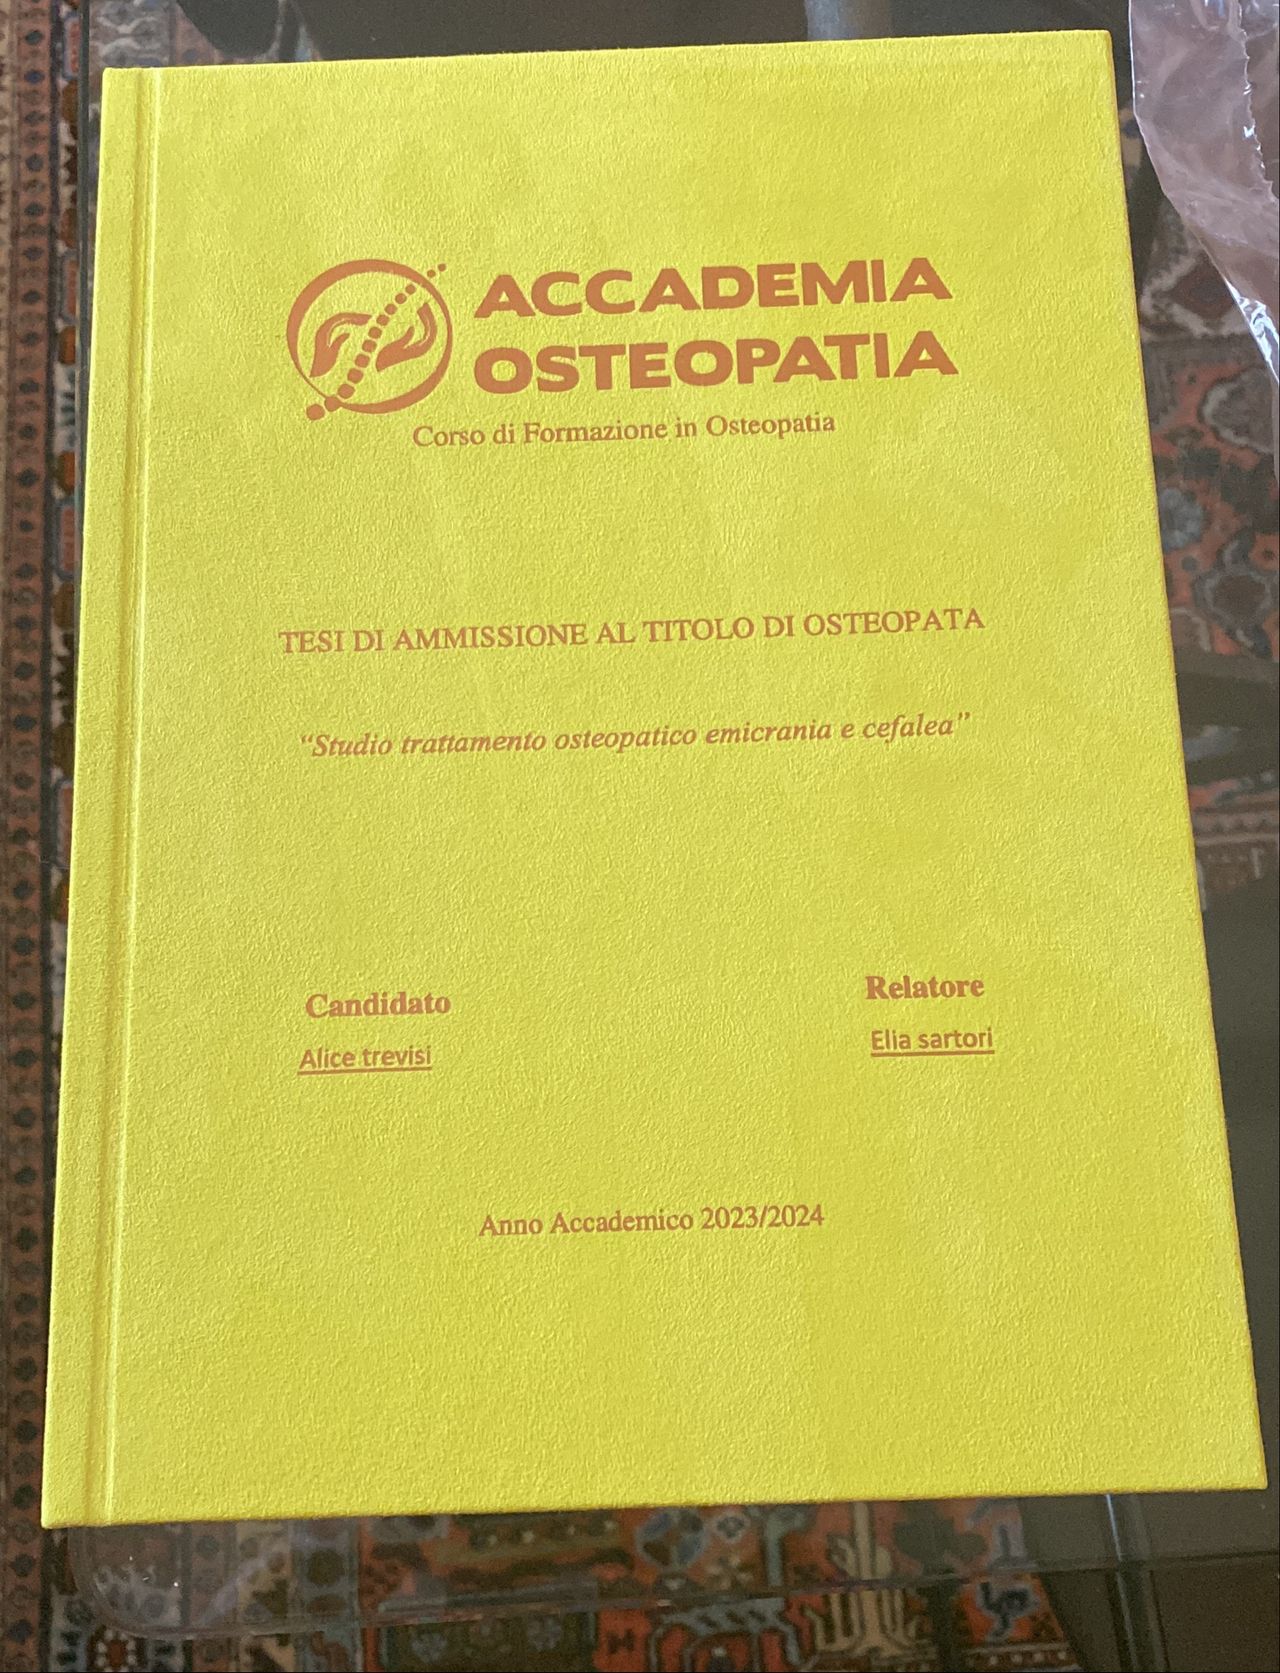 ACCADEMIA
OSTEOPATIA
Corso di Formazione in Osteopatia
TESI DI AMMISSIONE AL TITOLO DI OSTEOPATA
“Studio trattamento osteopatico emicrania e cefalea”
Candidato
Alice trevisi
Relatore
Elia sartori
Anno Accademico 2023/2024